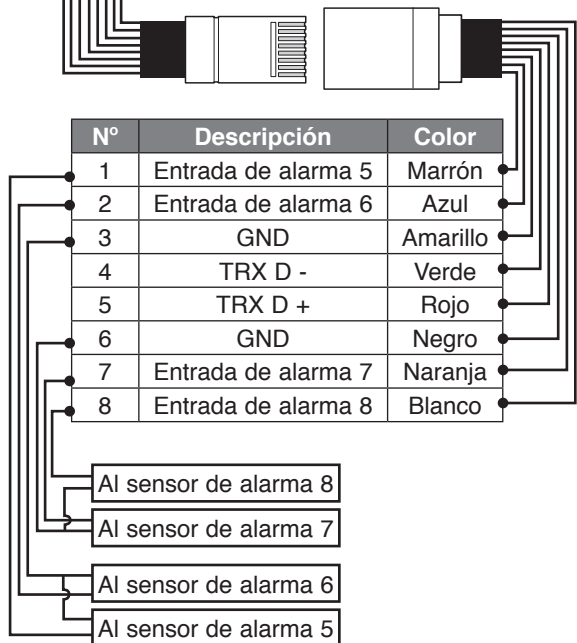 Nº Descripción Color
1 Entrada de alarma 5 Marrón
2 Entrada de alarma 6 Azul
3 GND Amarillo
4 TRX D - Verde
5 TRX D + Rojo
6 GND Negro
7 Entrada de alarma 7 Naranja
8 Entrada de alarma 8 Blanco
Al sensor de alarma 8
Al sensor de alarma 7
Al sensor de alarma 6
Al sensor de alarma 5